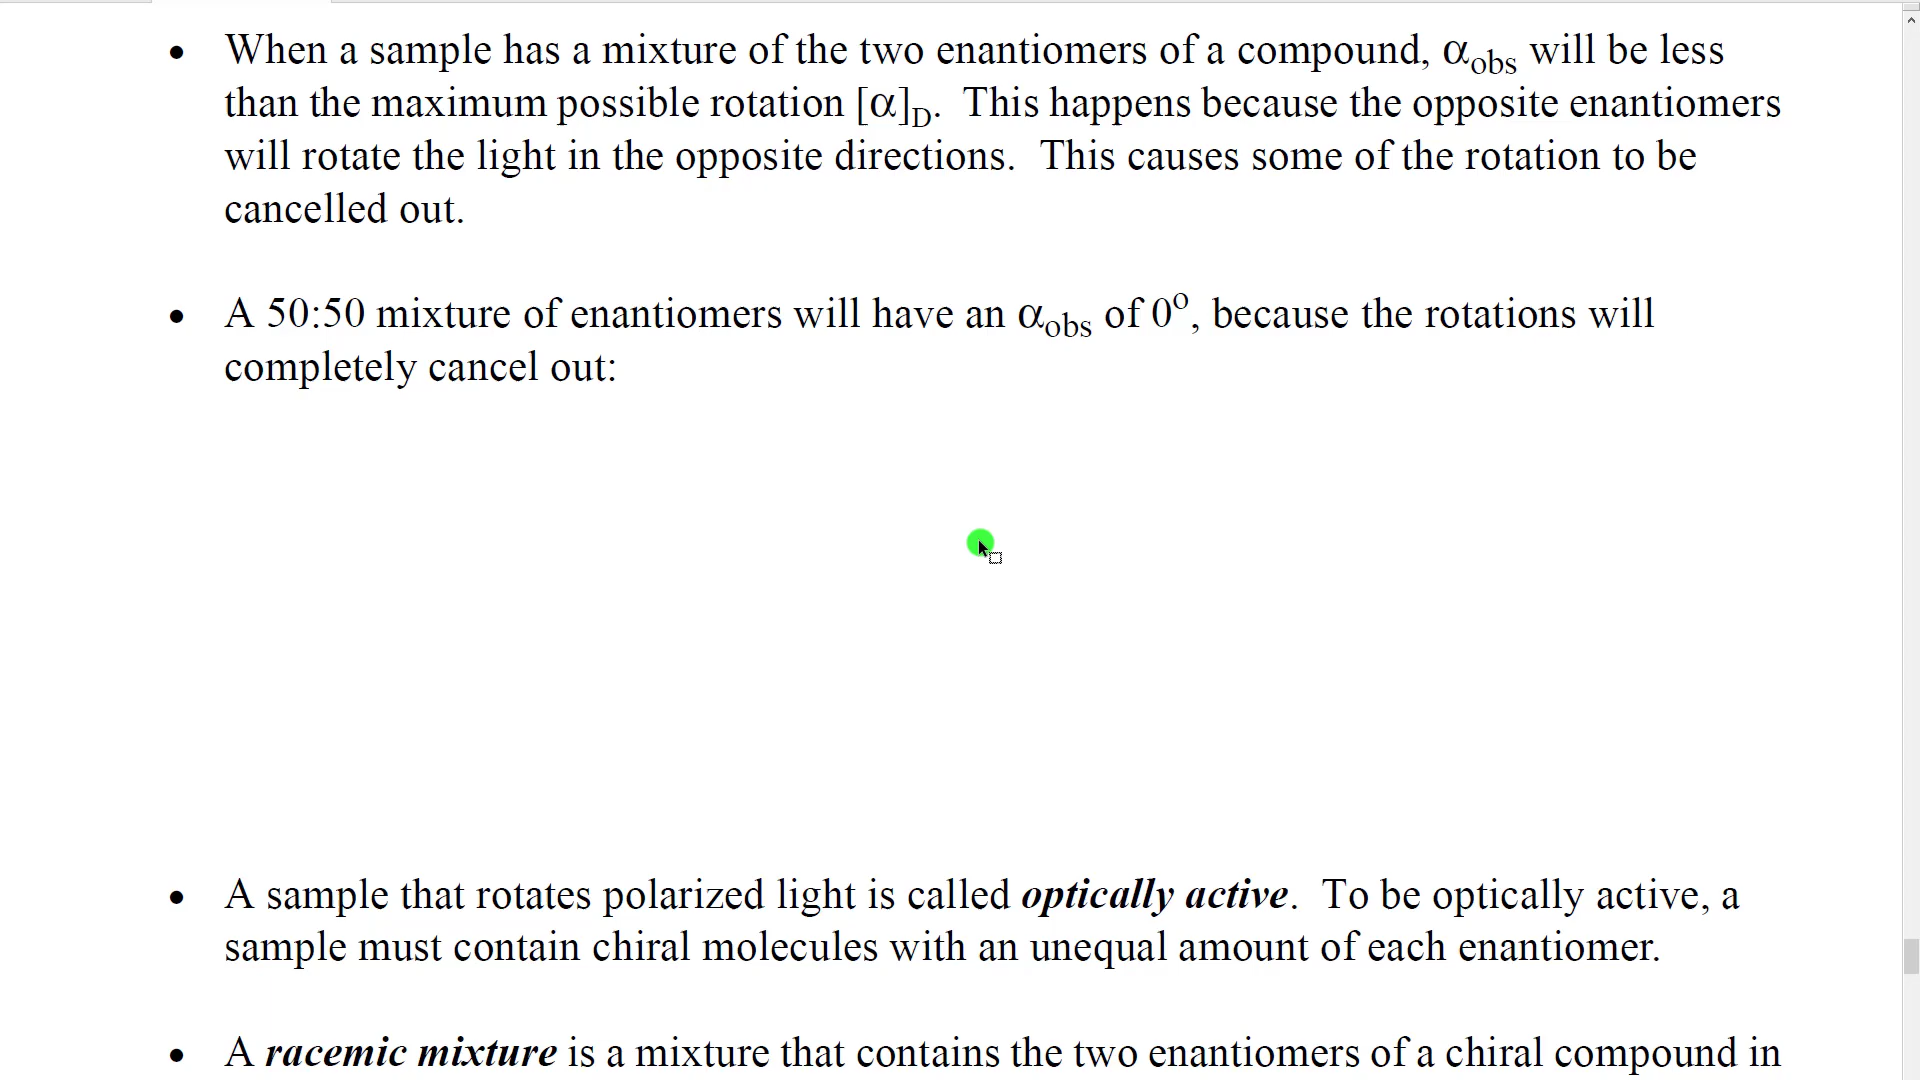 • When a sample has a mixture of the two enantiomers of a compound, αobs will be less
than the maximum possible rotation [α]D.  This happens because the opposite enantiomers
will rotate the light in the opposite directions.  This causes some of the rotation to be
cancelled out.
• A 50:50 mixture of enantiomers will have an αobs of 0o, because the rotations will
completely cancel out:
• A sample that rotates polarized light is called optically active.  To be optically active, a
sample must contain chiral molecules with an unequal amount of each enantiomer.
• A racemic mixture is a mixture that contains the two enantiomers of a chiral compound in